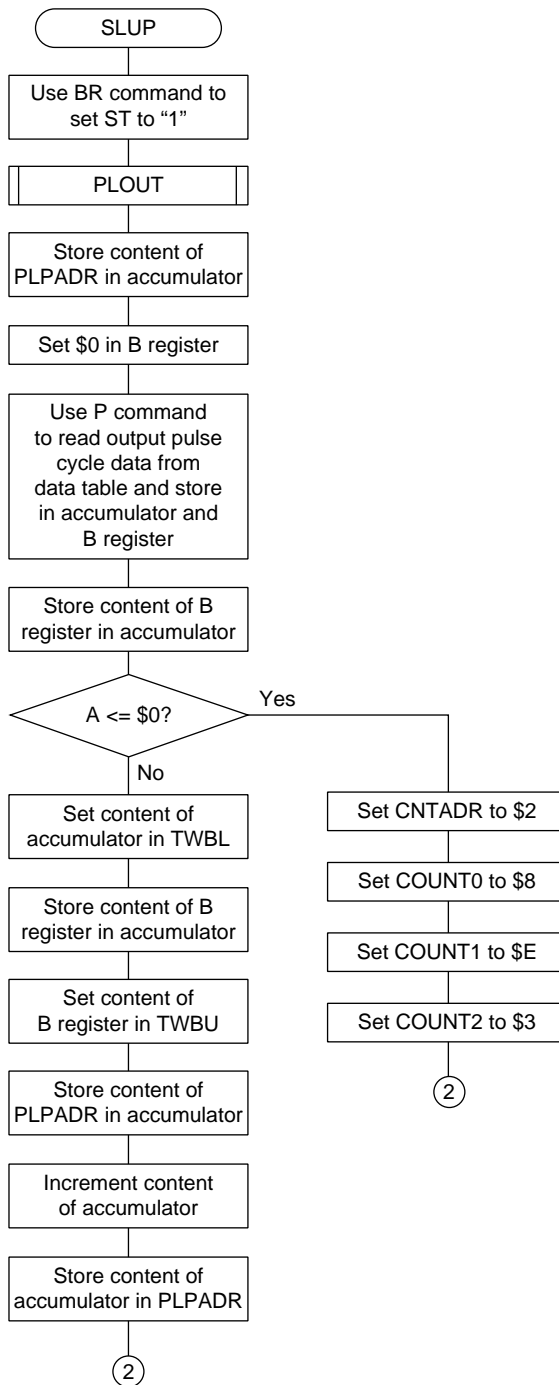 SLUP
Use BR command to
set ST to “1”
PLOUT
Store content of
PLPADR in accumulator
Set $0 in B register
Use P command
to read output pulse
cycle data from
data table and store
in accumulator and
B register
Store content of B
register in accumulator
A <= $0?
Yes
No
Set content of
accumulator in TWBL
Store content of B
register in accumulator
Set content of
B register in TWBU
Store content of
PLPADR in accumulator
Increment content
of accumulator
Store content of
accumulator in PLPADR
2
Set CNTADR to $2
Set COUNT0 to $8
Set COUNT1 to $E
Set COUNT2 to $3
2